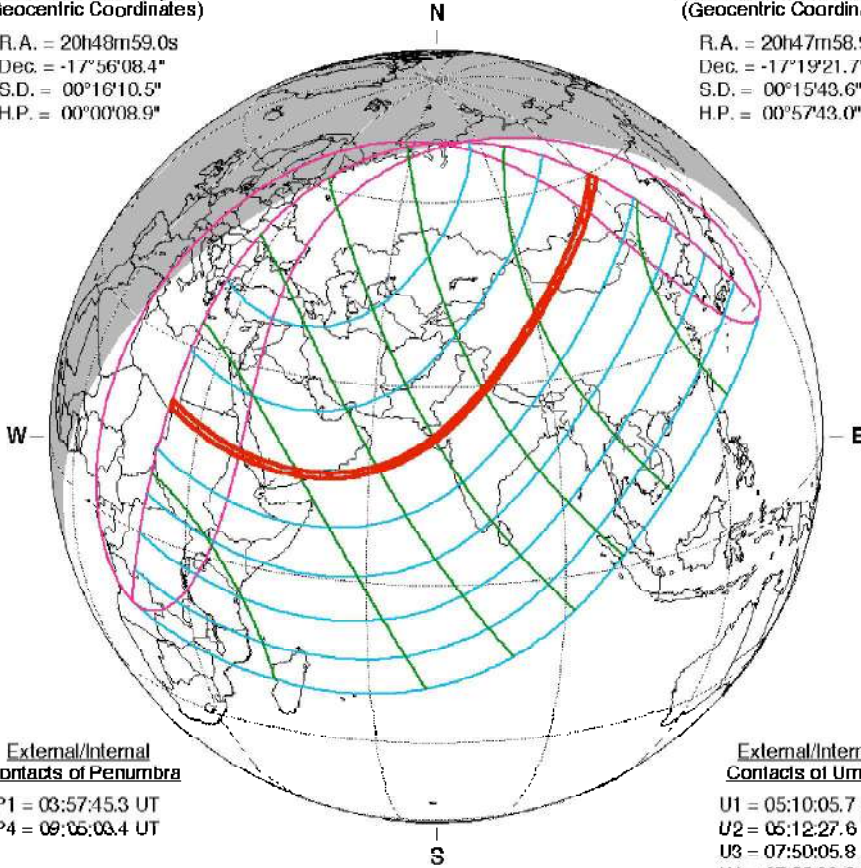 eocentric Coordinates)
R.A. = 20h48m59.0s
Dec. = -17°56'08.4"
S.D. = 00°16'10.5"
H.P. = 00°00'08.9"
N
(Geocentric Coordin
R.A. = 20h47m58.9
Dec. = -17°19'21.7"
S.D. = 00°15'43.6"
H.P. = 00°57'43.0"
W
E
External/Internal
ontacts of Penumbra
P1 = 03:57:45.3 UT
P4 = 09:05:03.4 UT
External/Intern
Contacts of Um
U1 = 05:10:05.7
U2 = 05:12:27.6
U3 = 07:50:05.8
S